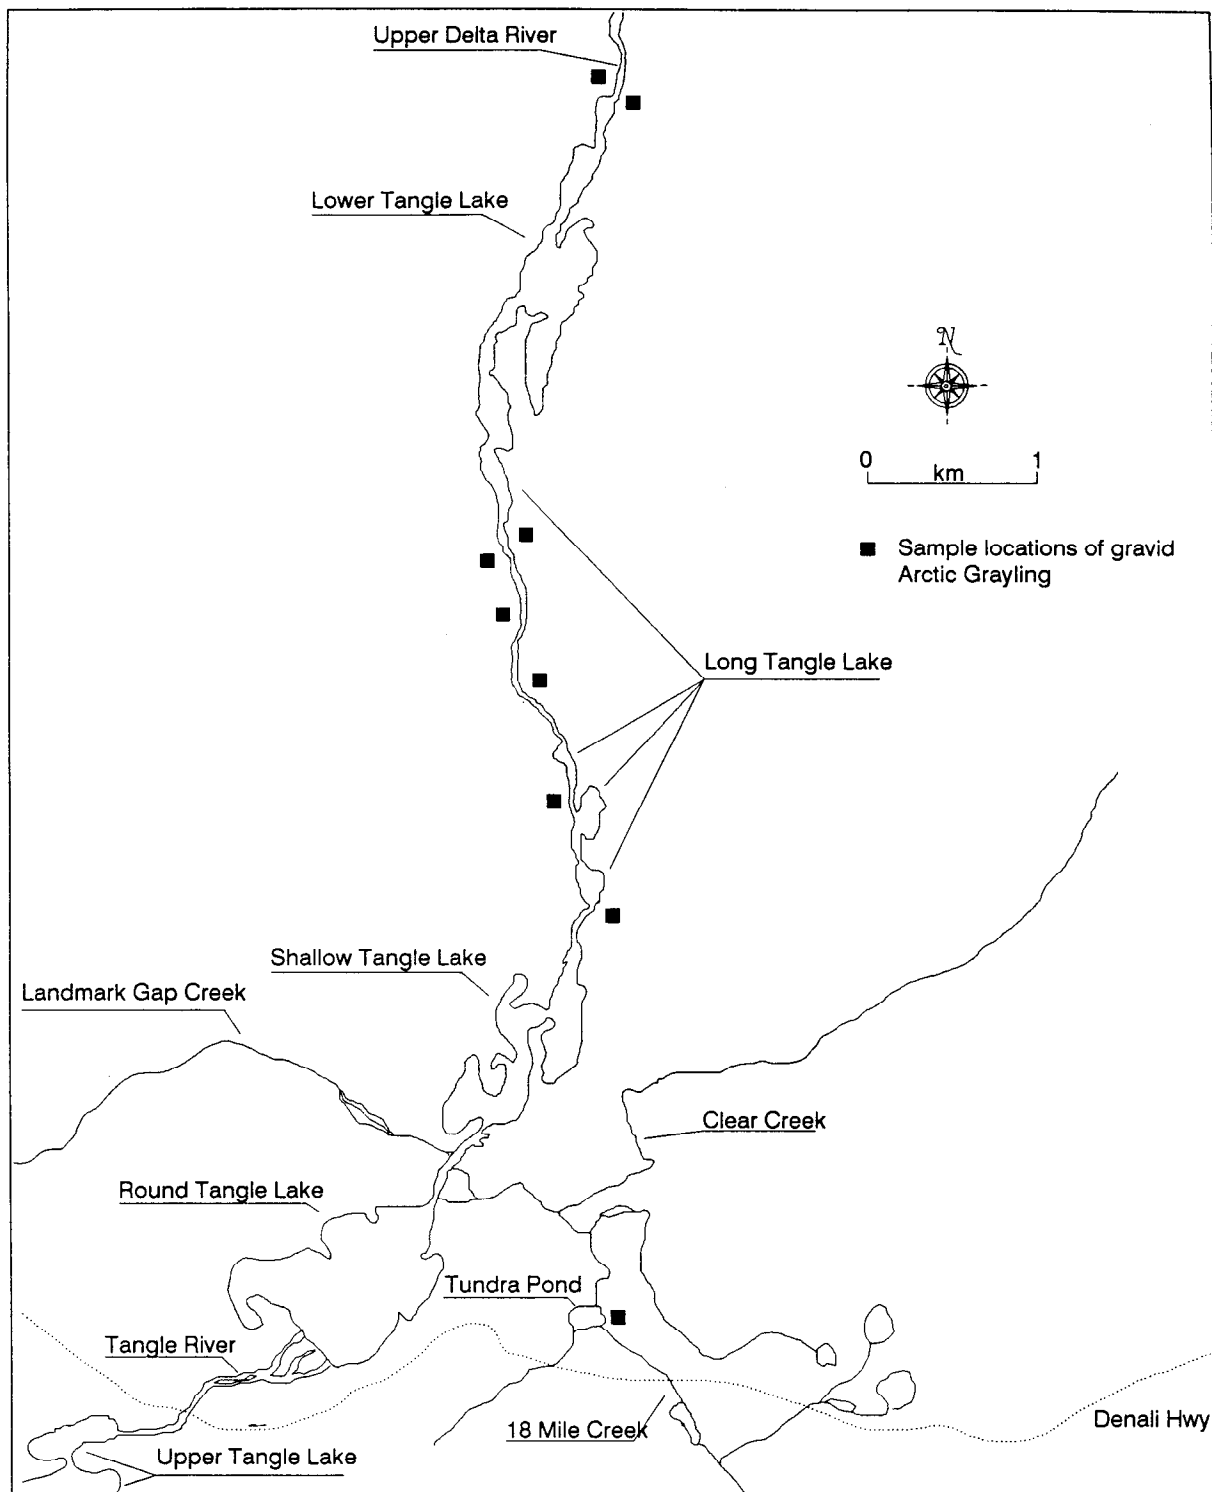 Upper Delta River
Lower Tangle Lake
N
0 1
km
Sample locations of gravid
Arctic Grayling
Long Tangle Lake
Shallow Tangle Lake
Landmark Gap Creek
Clear Creek
Round Tangle Lake
Tundra Pond
Tangle River
Denali Hwy
18 Mile Creek
Upper Tangle Lake